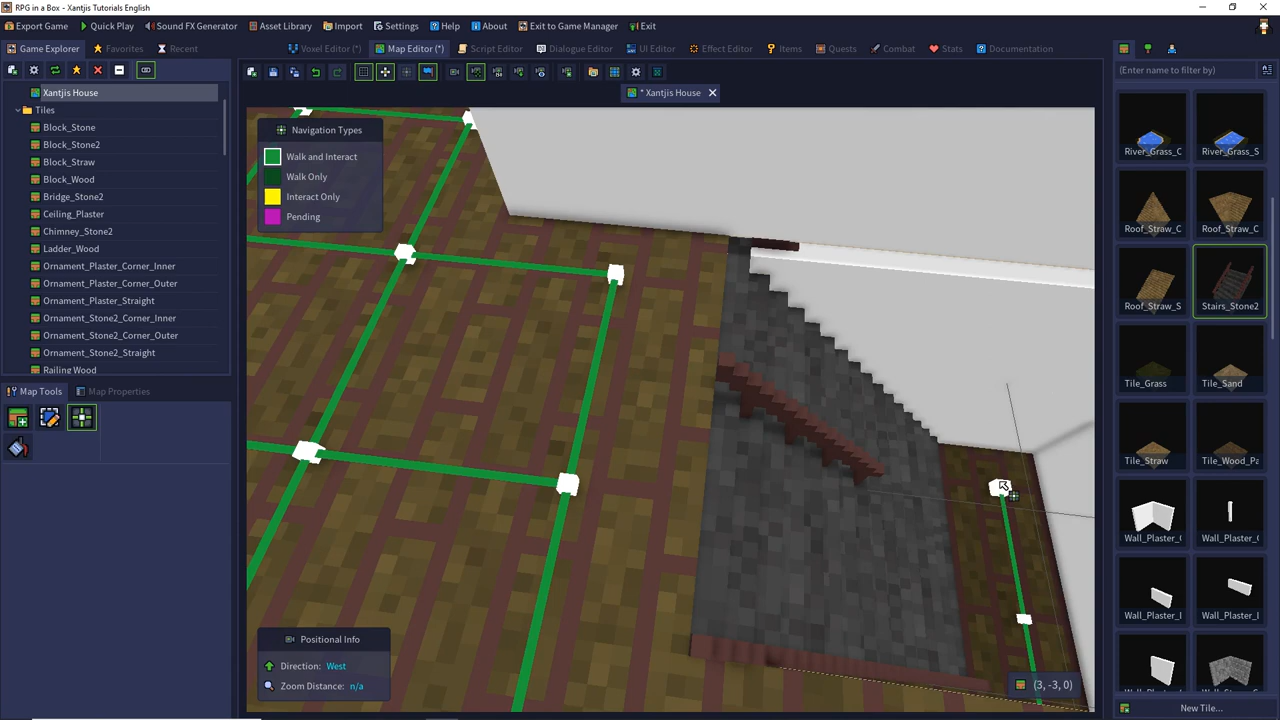 RPG in a Box - Xantjis Tutorials English
Export Game Quick Play Sound FX Generator Asset Library Import Settings Help About Exit to Game Manager Exit
Game Explorer Favorites Recent Voxel Editor (*) Map Editor (*) Script Editor Dialogue Editor UI Editor Effect Editor Items Quests Combat Stats Documentation
(Enter name to filter by)
Xantjis House
* Xantjis House
Tiles
Block_Stone
Block_Stone2
Block_Straw
Block_Wood
Bridge_Stone2
Ceiling_Plaster
Chimney_Stone2
Ladder_Wood
Ornament_Plaster_Corner_Inner
Ornament_Plaster_Corner_Outer
Ornament_Plaster_Straight
Ornament_Stone2_Corner_Inner
Ornament_Stone2_Corner_Outer
Ornament_Stone2_Straight
Railing Wood
Map Tools Map Properties
Navigation Types
Walk and Interact
Walk Only
Interact Only
Pending
Positional Info
Direction: West
Zoom Distance: n/a
(3, -3, 0)
River_Grass_C River_Grass_S
Roof_Straw_C Roof_Straw_C
Roof_Straw_S Stairs_Stone2
Tile_Grass Tile_Sand
Tile_Straw Tile_Wood_Pa
Wall_Plaster_C Wall_Plaster_C
Wall_Plaster_I Wall_Plaster_I
New Tile...